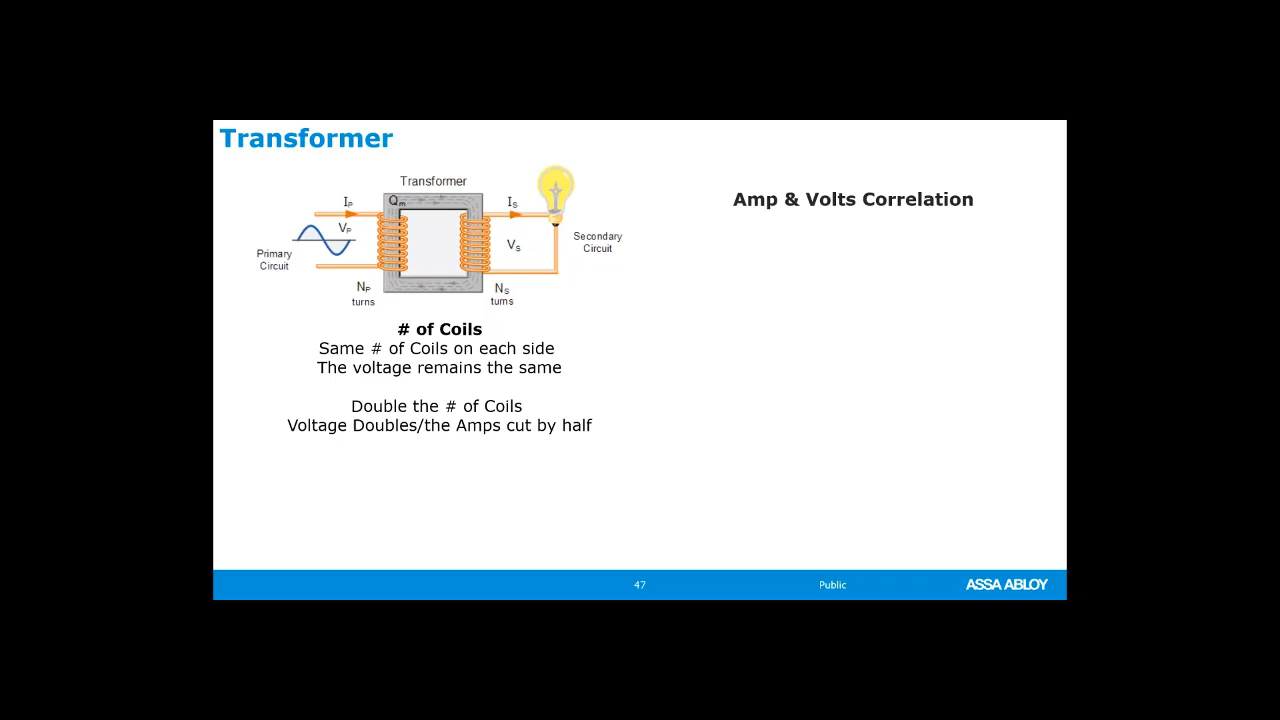 Transformer
Transformer
Qm
IP
IS
VP
VS
Primary
Circuit
Secondary
Circuit
NP
turns
NS
turns
# of Coils
Same # of Coils on each side
The voltage remains the same
Double the # of Coils
Voltage Doubles/the Amps cut by half
Amp & Volts Correlation
47
Public
ASSA ABLOY